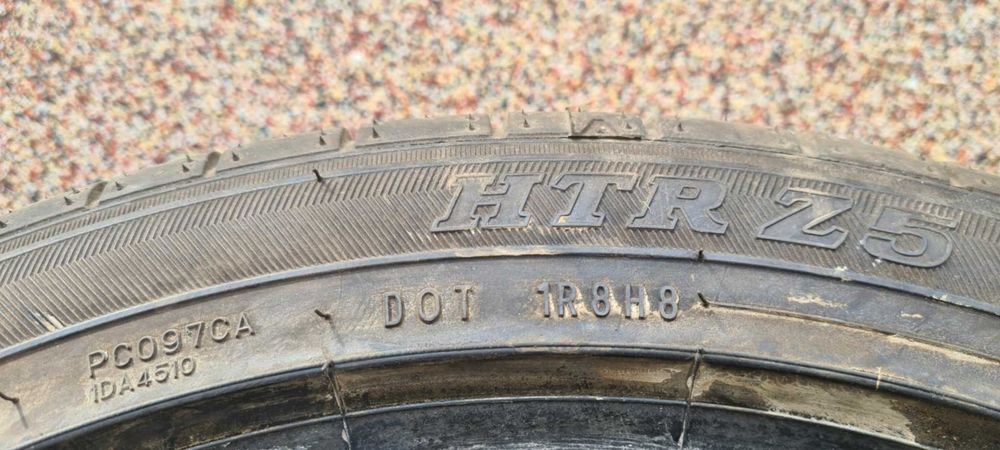 HTR Z5
DOT 1R8H8
PC097CA
1DA4510